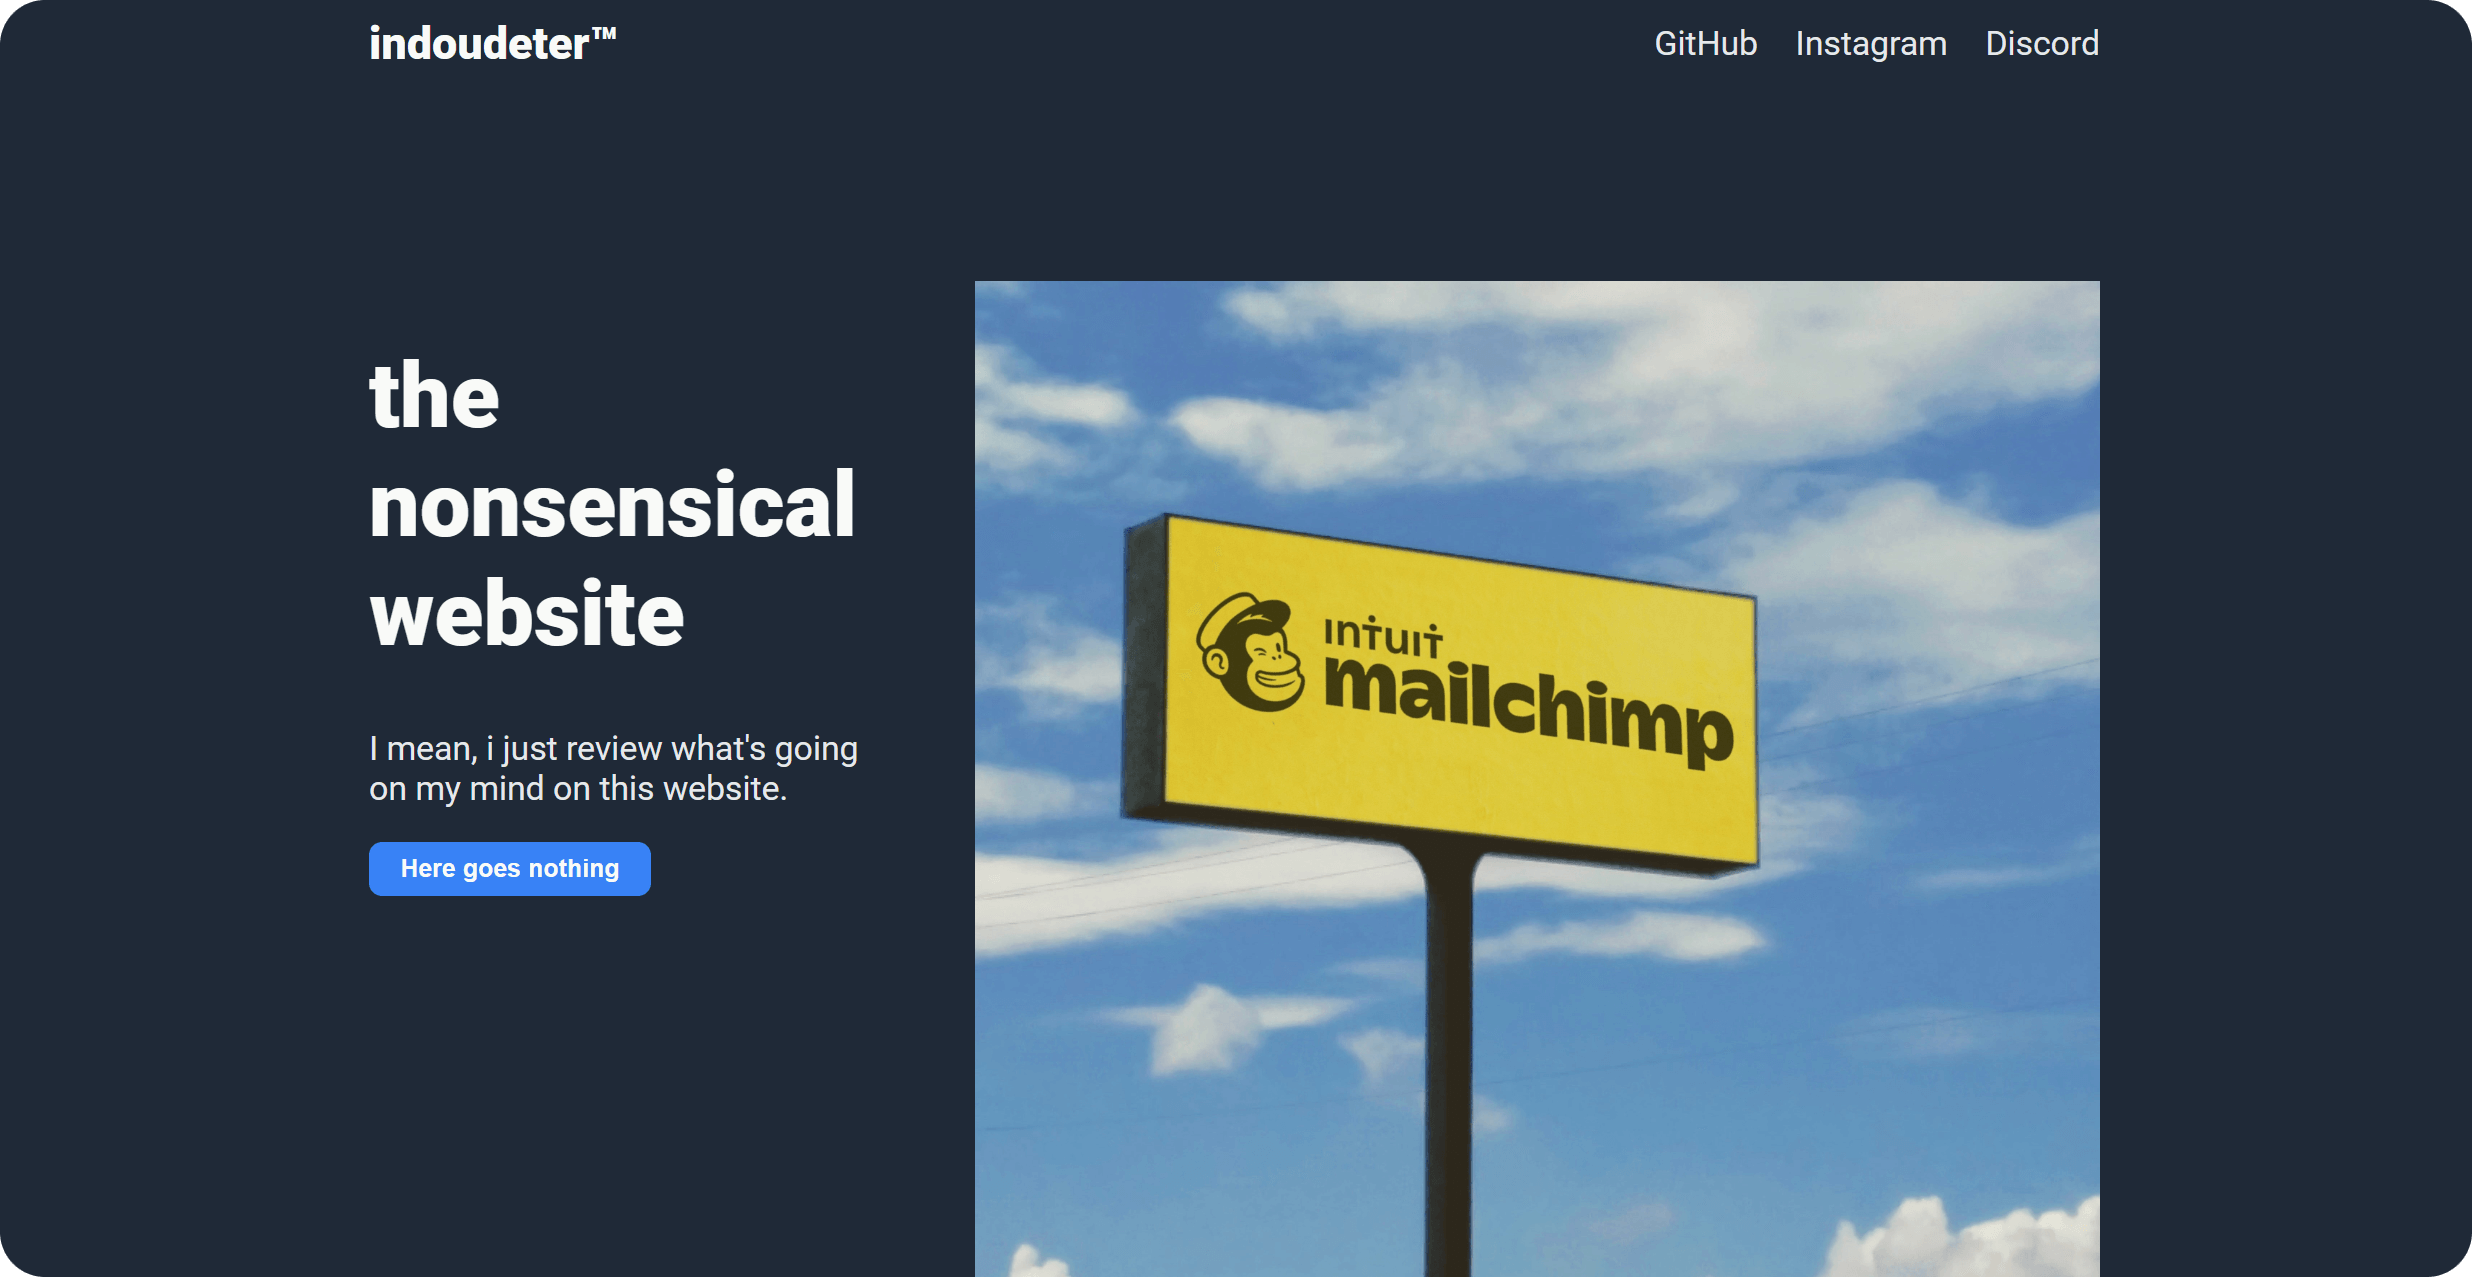 indoudeter™
GitHub Instagram Discord
the
nonsensical
website
I mean, i just review what's going
on my mind on this website.
Here goes nothing
ıntuıt
mailchimp